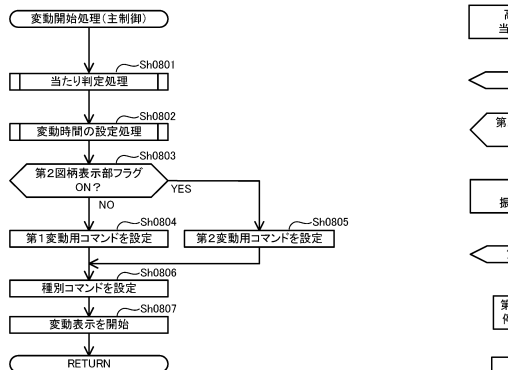 変動開始処理(主制御)
Sh0801
当たり判定処理
Sh0802
変動時間の設定処理
Sh0803
第2図柄表示部フラグ
ON？
YES
NO
Sh0804
第1変動用コマンドを設定
Sh0805
第2変動用コマンドを設定
Sh0806
種別コマンドを設定
Sh0807
変動表示を開始
RETURN
当
第
振
第